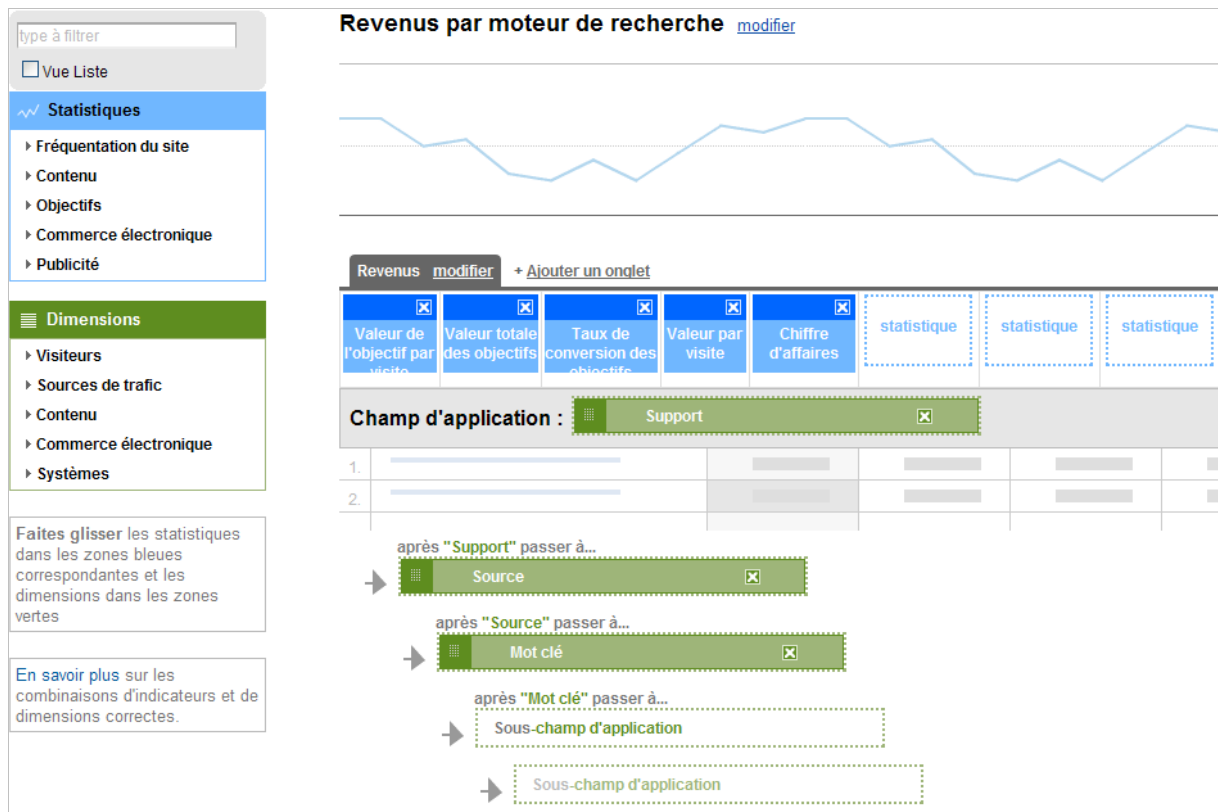 type à filtrer
Vue Liste
Statistiques
Fréquentation du site
Contenu
Objectifs
Commerce électronique
Publicité
Dimensions
Visiteurs
Sources de trafic
Contenu
Commerce électronique
Systèmes
Faites glisser les statistiques
dans les zones bleues
correspondantes et les
dimensions dans les zones
vertes
En savoir plus sur les
combinaisons d'indicateurs et de
dimensions correctes.
Revenus par moteur de recherche modifier
Revenus modifier + Ajouter un onglet
Valeur de
l'objectif par
visite
Valeur totale
des objectifs
Taux de
conversion des
objectifs
Valeur par
visite
Chiffre
d'affaires
statistique
statistique
statistique
Champ d'application : Support
1.
2.
après "Support" passer à...
Source
après "Source" passer à...
Mot clé
après "Mot clé" passer à...
Sous-champ d'application
Sous-champ d'application